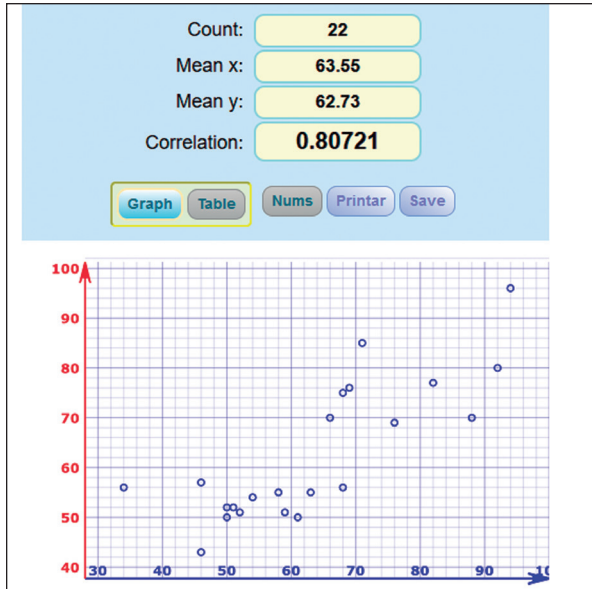 Count: 22
Mean x: 63.55
Mean y: 62.73
Correlation: 0.80721
Graph Table Nums Printar Save
100
90
80
70
60
50
40
30 40 50 60 70 80 90 10